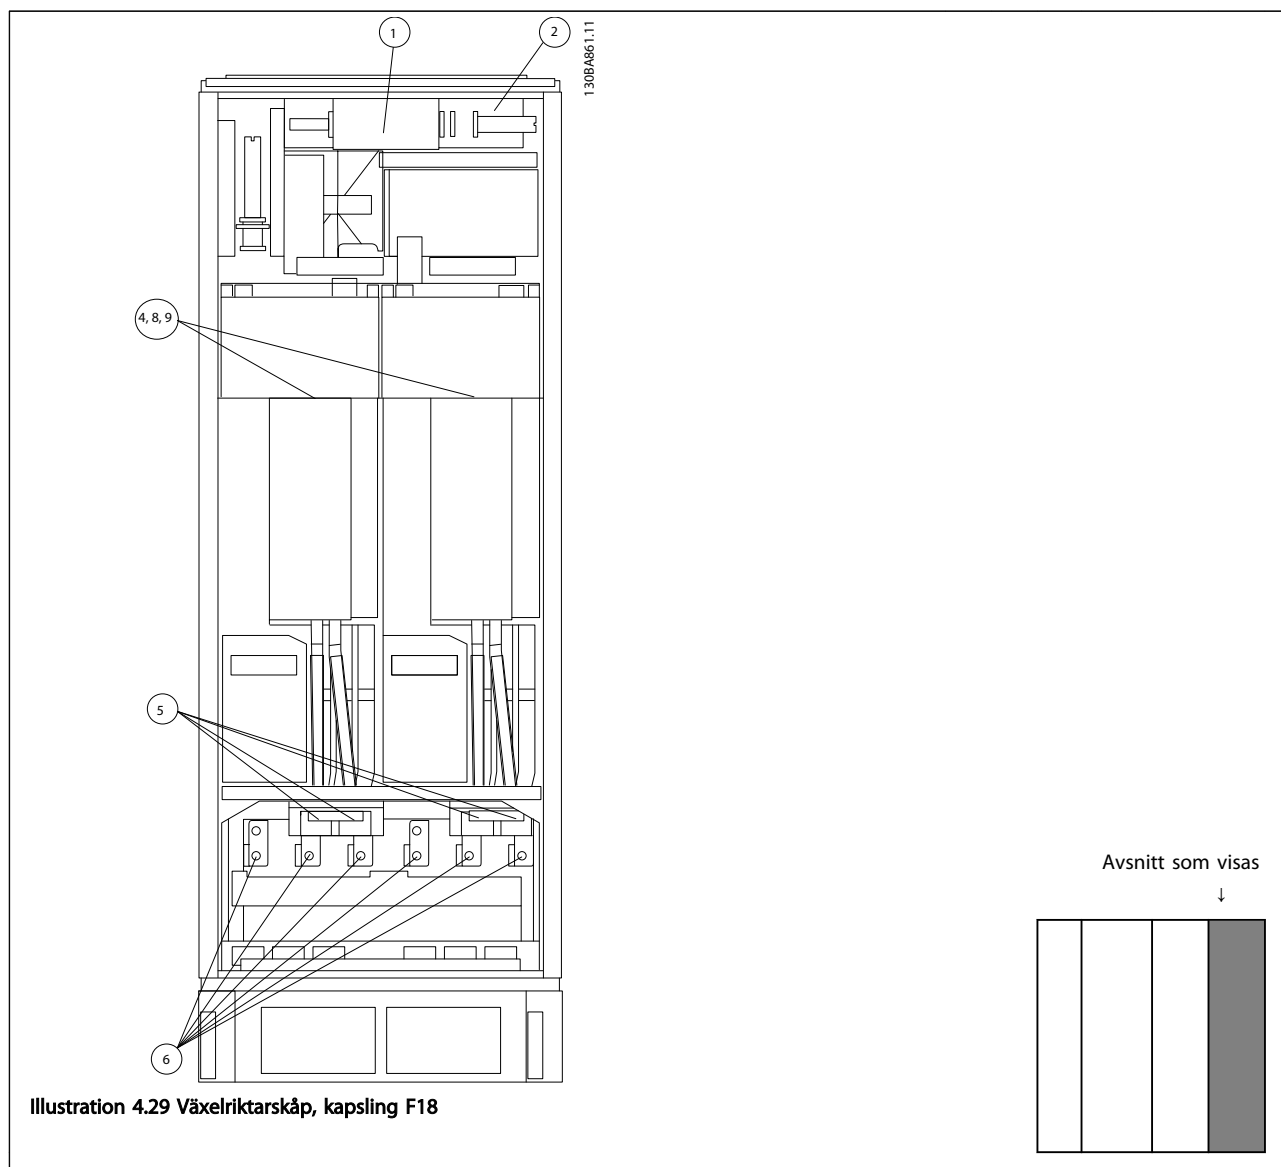 1
2
130BA861.11
4, 8, 9
5
6
Avsnitt som visas
↓
Illustration 4.29 Växelriktarskåp, kapsling F18